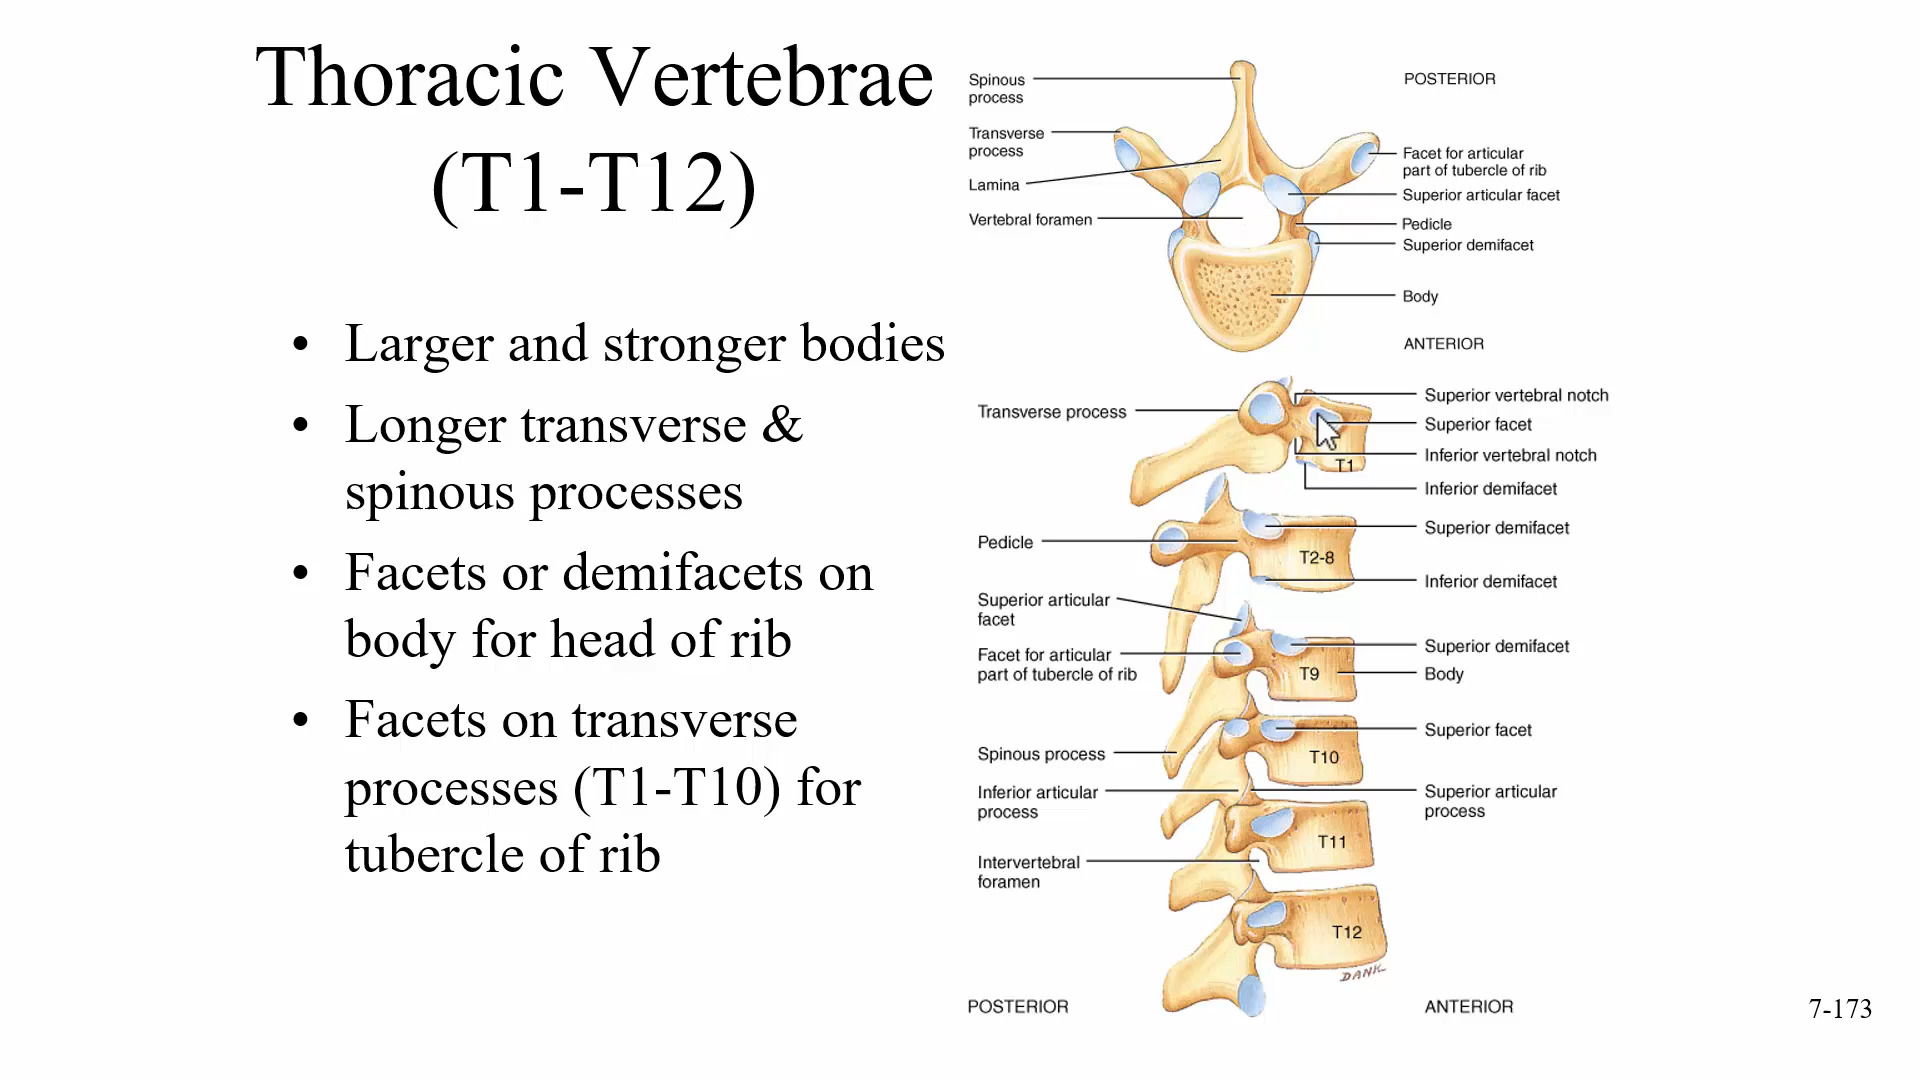 Thoracic Vertebrae
(T1-T12)
• Larger and stronger bodies
• Longer transverse &
spinous processes
• Facets or demifacets on
body for head of rib
• Facets on transverse
processes (T1-T10) for
tubercle of rib
Spinous
process
Transverse
process
Lamina
Vertebral foramen
POSTERIOR
Facet for articular
part of tubercle of rib
Superior articular facet
Pedicle
Superior demifacet
Body
ANTERIOR
Transverse process
Superior vertebral notch
Superior facet
Inferior vertebral notch
T1
Inferior demifacet
Pedicle
Superior demifacet
T2-8
Inferior demifacet
Superior articular
facet
Facet for articular
part of tubercle of rib
Superior demifacet
T9
Body
Spinous process
Superior facet
T10
Inferior articular
process
Superior articular
process
T11
Intervertebral
foramen
T12
DANK
POSTERIOR
ANTERIOR
7-173